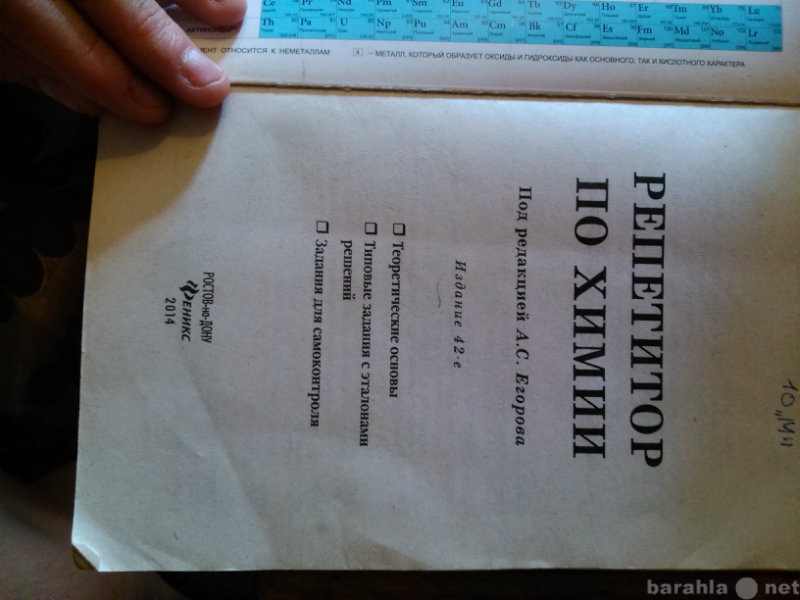 Ce Pr Nd Pm Sm Eu Gd Tb Dy Ho Er Tm Yb Lu
Th Pa U Np Pu Am Cm Bk Cf Es Fm Md No Lr
МЕНТ ОТНОСИТСЯ К НЕМЕТАЛЛАМ
4 — МЕТАЛЛ, КОТОРЫЙ ОБРАЗУЕТ ОКСИДЫ И ГИДРОКСИДЫ КАК ОСНОВНОГО, ТАК И КИСЛОТНОГО ХАРАКТЕРА
10 „М"
РЕПЕТИТОР
ПО ХИМИИ
Под редакцией А.С. Егорова
Издание 42-е
❑ Теоретические основы
❑ Типовые задания с эталонами
решений
❑ Задания для самоконтроля
РОСТОВ-на-ДОНУ
ФЕНИКС
2014
barahla net